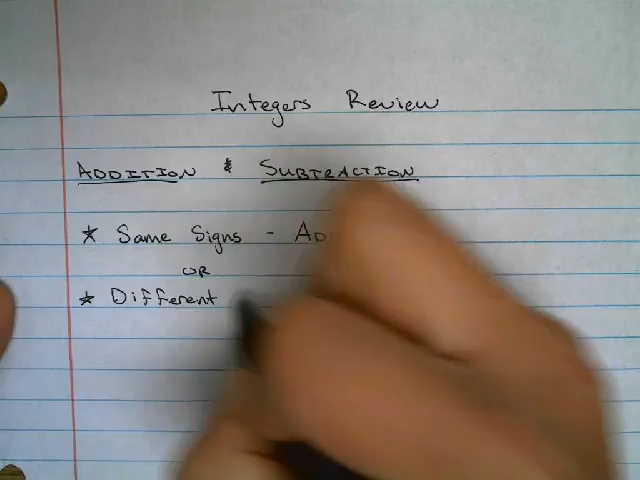 Integers Review
ADDITION & SUBTRACTION
* Same Signs - AD
OR
* Different